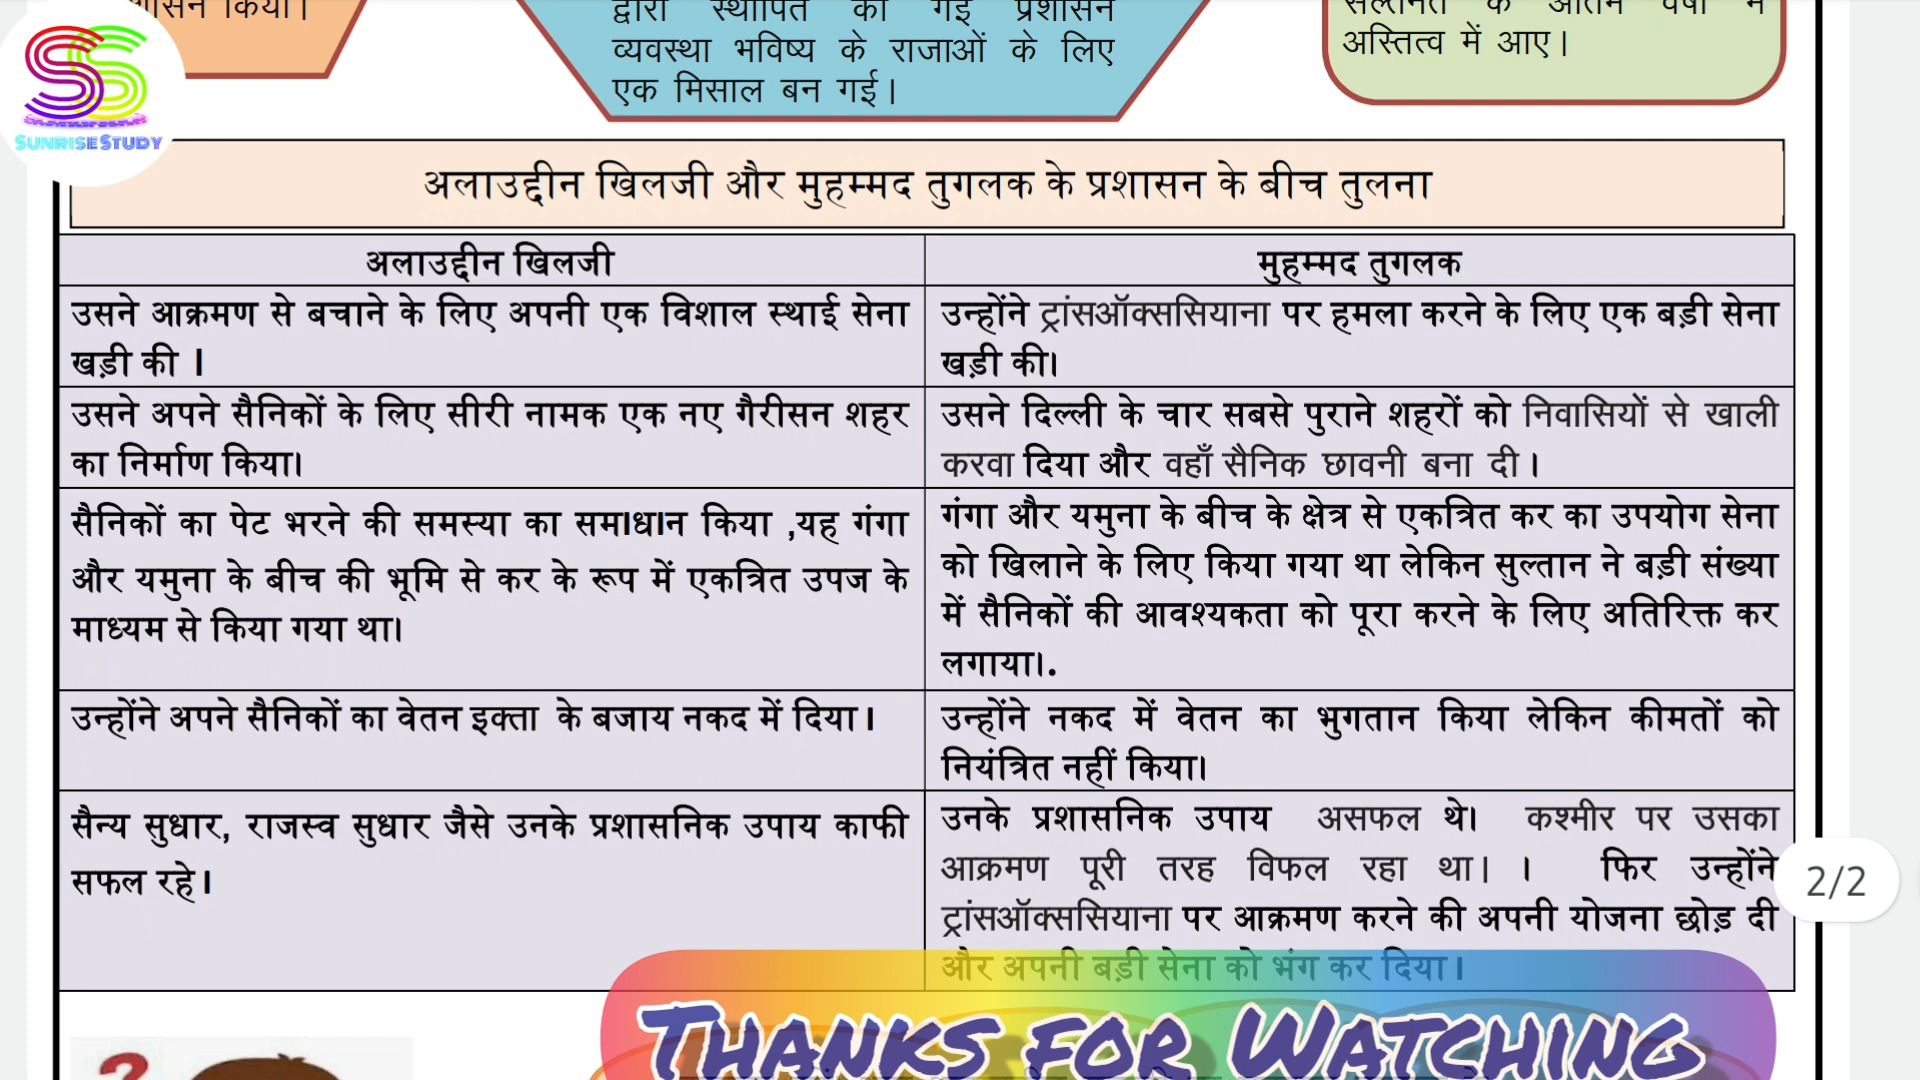 शासन किया।
द्वारा स्थापित की गई प्रशासन
व्यवस्था भविष्य के राजाओं के लिए
एक मिसाल बन गई।
सल्तनत के अंतिम वर्षों में
अस्तित्व में आए।
SS
SUNRISESTUDY
अलाउद्दीन खिलजी और मुहम्मद तुगलक के प्रशासन के बीच तुलना
अलाउद्दीन खिलजी
मुहम्मद तुगलक
उसने आक्रमण से बचाने के लिए अपनी एक विशाल स्थाई सेना
खड़ी की ।
उन्होंने ट्रांसऑक्ससियाना पर हमला करने के लिए एक बड़ी सेना
खड़ी की।
उसने अपने सैनिकों के लिए सीरी नामक एक नए गैरीसन शहर
का निर्माण किया।
उसने दिल्ली के चार सबसे पुराने शहरों को निवासियों से खाली
करवा दिया और वहाँ सैनिक छावनी बना दी ।
सैनिकों का पेट भरने की समस्या का समाधान किया ,यह गंगा
और यमुना के बीच की भूमि से कर के रूप में एकत्रित उपज के
माध्यम से किया गया था।
गंगा और यमुना के बीच के क्षेत्र से एकत्रित कर का उपयोग सेना
को खिलाने के लिए किया गया था लेकिन सुल्तान ने बड़ी संख्या
में सैनिकों की आवश्यकता को पूरा करने के लिए अतिरिक्त कर
लगाया।.
उन्होंने अपने सैनिकों का वेतन इक्ता के बजाय नकद में दिया।
उन्होंने नकद में वेतन का भुगतान किया लेकिन कीमतों को
नियंत्रित नहीं किया।
सैन्य सुधार, राजस्व सुधार जैसे उनके प्रशासनिक उपाय काफी
सफल रहे।
उनके प्रशासनिक उपाय असफल थे। कश्मीर पर उसका
आक्रमण पूरी तरह विफल रहा था| । फिर उन्होंने
ट्रांसऑक्ससियाना पर आक्रमण करने की अपनी योजना छोड़ दी
और अपनी बड़ी सेना को भंग कर दिया।
2/2
THANKS FOR WATCHING